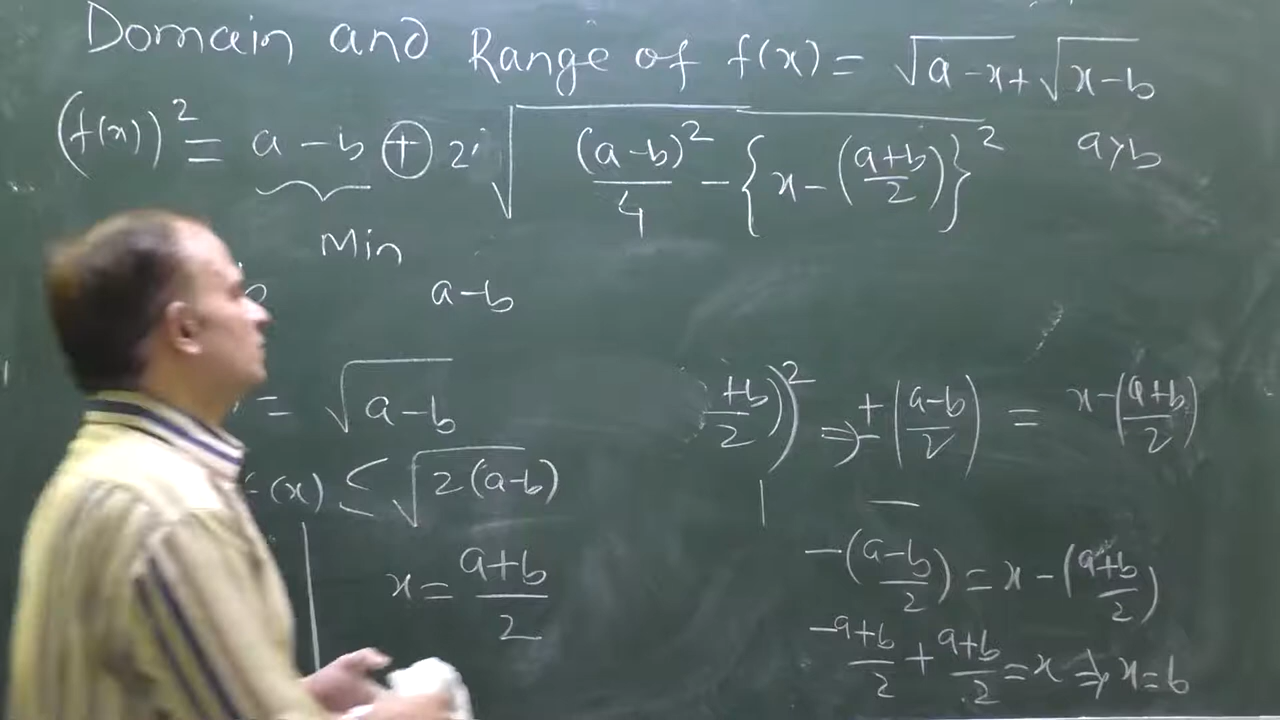 Domain and Range of f(x) = √(a-x) + √(x-b)
(f(x))² = a-b ⊕ 2 √((a-b)²/4 - {x-((a+b)/2)}²) a>b
Min
b a-b
= √(a-b)
+b)/2)² ⇒ ±((a-b)/2) = x-((a+b)/2)
f(x) ≤ √(2(a-b))
x = (a+b)/2
-((a-b)/2) = x-((a+b)/2)
(-a+b)/2 + (a+b)/2 = x ⇒ x=b